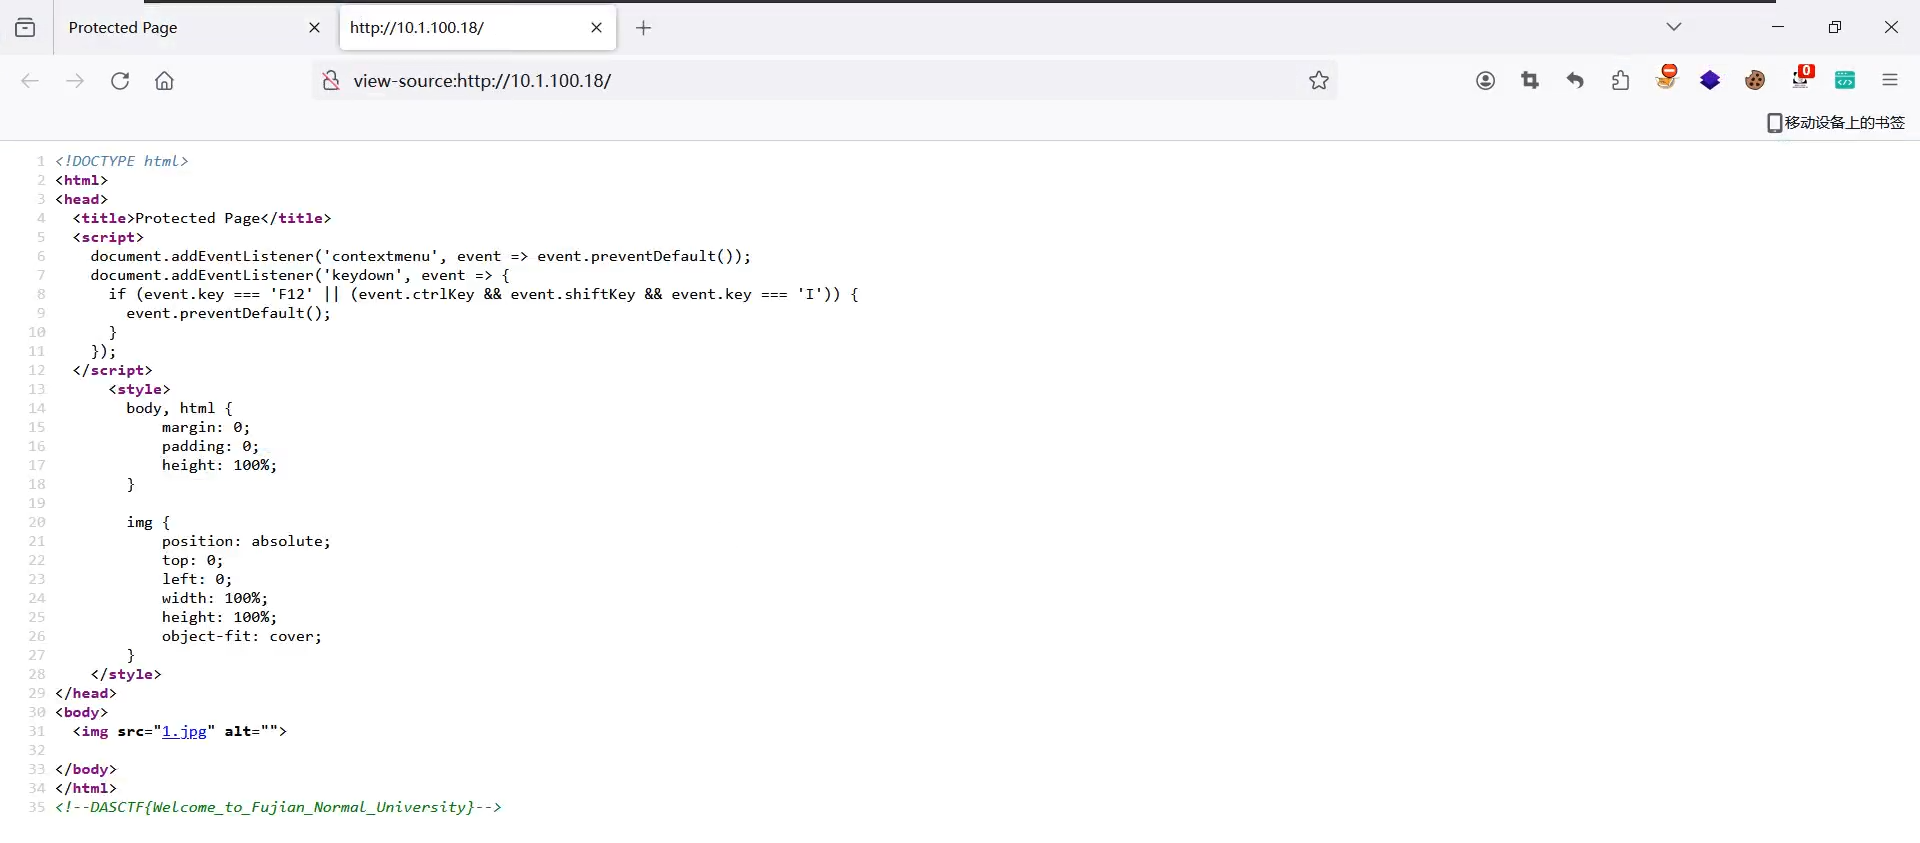 Protected Page
http://10.1.100.18/
view-source:http://10.1.100.18/
0
移动设备上的书签
1 <!DOCTYPE html>
2 <html>
3 <head>
4   <title>Protected Page</title>
5   <script>
6     document.addEventListener('contextmenu', event => event.preventDefault());
7     document.addEventListener('keydown', event => {
8       if (event.key === 'F12' || (event.ctrlKey && event.shiftKey && event.key === 'I')) {
9         event.preventDefault();
10       }
11     });
12   </script>
13       <style>
14         body, html {
15             margin: 0;
16             padding: 0;
17             height: 100%;
18         }
19
20         img {
21             position: absolute;
22             top: 0;
23             left: 0;
24             width: 100%;
25             height: 100%;
26             object-fit: cover;
27         }
28     </style>
29 </head>
30 <body>
31   <img src="1.jpg" alt="">
32
33 </body>
34 </html>
35 <!--DASCTF{Welcome_to_Fujian_Normal_University}-->